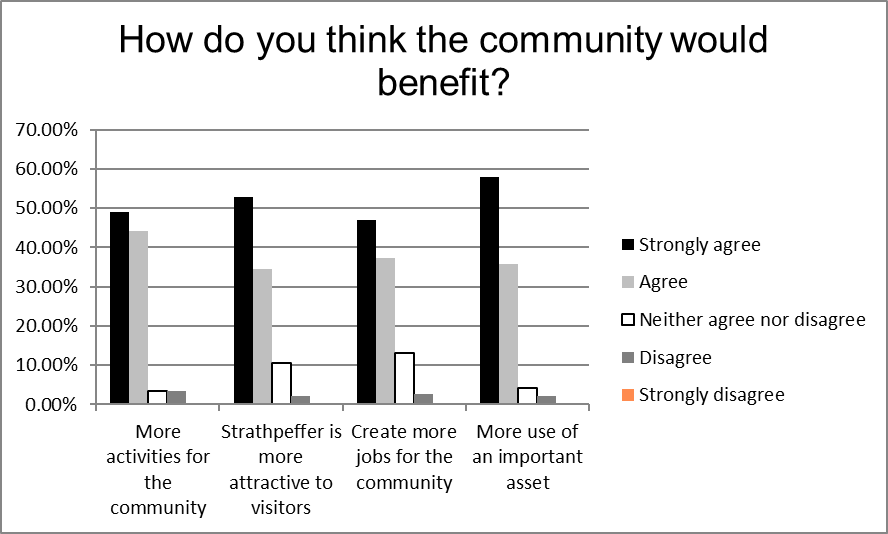 How do you think the community would
benefit?
70.00%
60.00%
50.00%
40.00%
30.00%
20.00%
10.00%
0.00%
More
activities for
the
community
Strathpeffer is
more
attractive to
visitors
Create more
jobs for the
community
More use of
an important
asset
Strongly agree
Agree
Neither agree nor disagree
Disagree
Strongly disagree